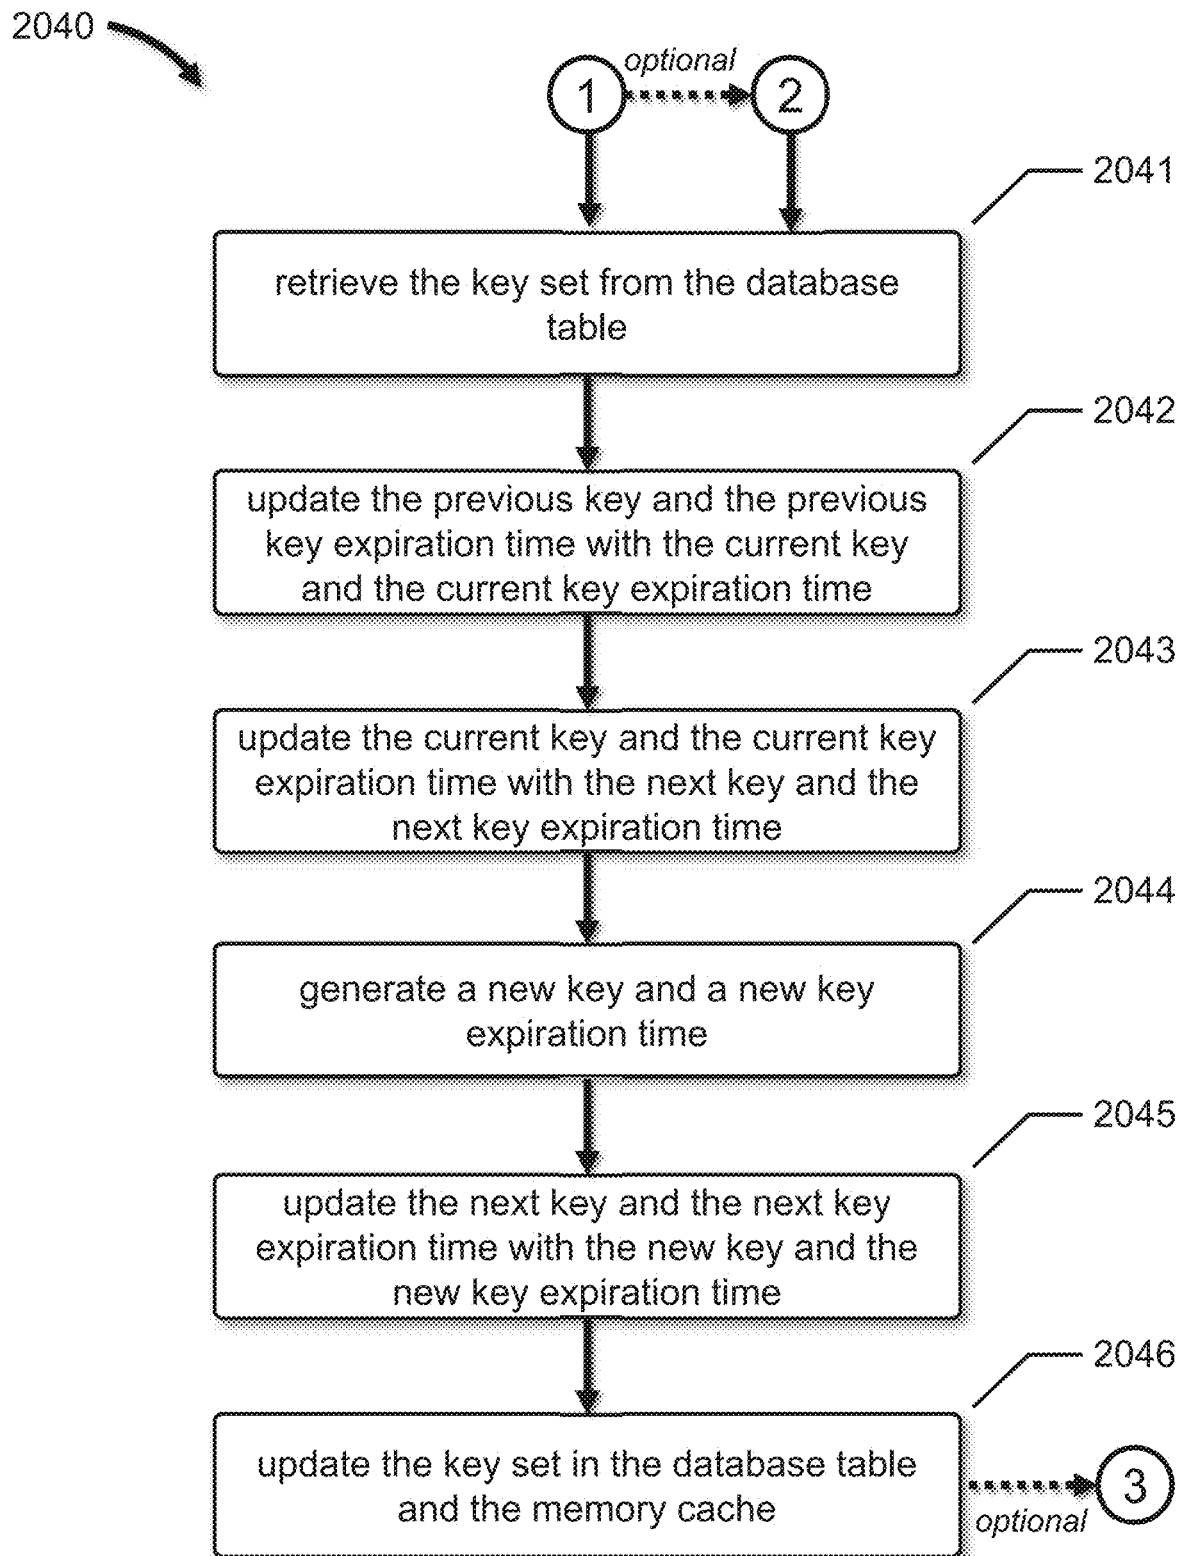 2040
optional
1
2
2041
retrieve the key set from the database
table
2042
update the previous key and the previous
key expiration time with the current key
and the current key expiration time
2043
update the current key and the current key
expiration time with the next key and the
next key expiration time
2044
generate a new key and a new key
expiration time
2045
update the next key and the next key
expiration time with the new key and the
new key expiration time
2046
update the key set in the database table
and the memory cache
3
optional